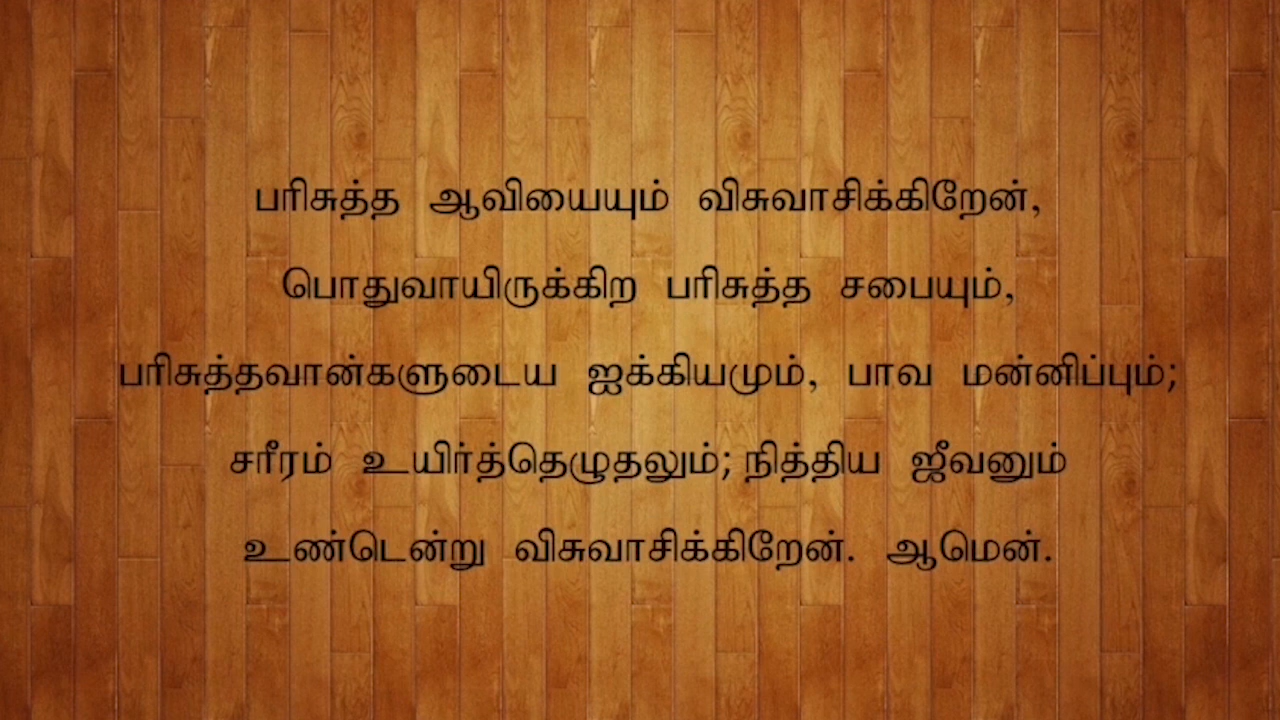 பரிசுத்த ஆவியையும் விசுவாசிக்கிறேன்,
பொதுவாயிருக்கிற பரிசுத்த சபையும்,
பரிசுத்தவான்களுடைய ஐக்கியமும், பாவ மன்னிப்பும்;
சரீரம் உயிர்த்தெழுதலும்; நித்திய ஜீவனும்
உண்டென்று விசுவாசிக்கிறேன். ஆமென்.